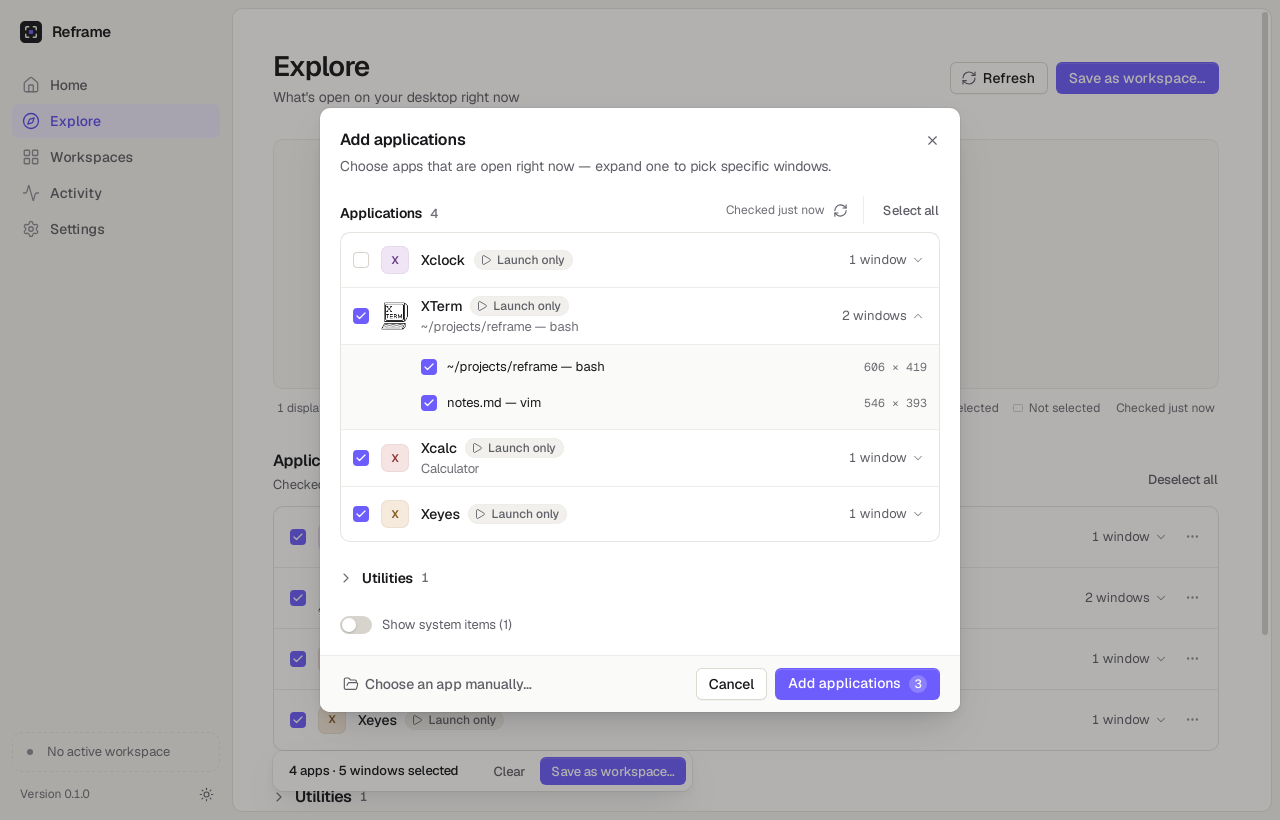 Reframe
Home
Explore
Workspaces
Activity
Settings
No active workspace
Version 0.1.0
Explore
What's open on your desktop right now
Refresh
Save as workspace...
Add applications
Choose apps that are open right now — expand one to pick specific windows.
Applications 4
Checked just now
Select all
X Xclock Launch only 1 window
X TERM XTerm Launch only 2 windows
~/projects/reframe — bash
~/projects/reframe — bash 606 × 419
notes.md — vim 546 × 393
X Xcalc Launch only 1 window
Calculator
X Xeyes Launch only 1 window
Utilities 1
Show system items (1)
Choose an app manually...
Cancel
Add applications 3
Not selected Checked just now
Deselect all
1 window
2 windows
1 window
X Xeyes Launch only 1 window
4 apps · 5 windows selected
Clear
Save as workspace...
Utilities 1